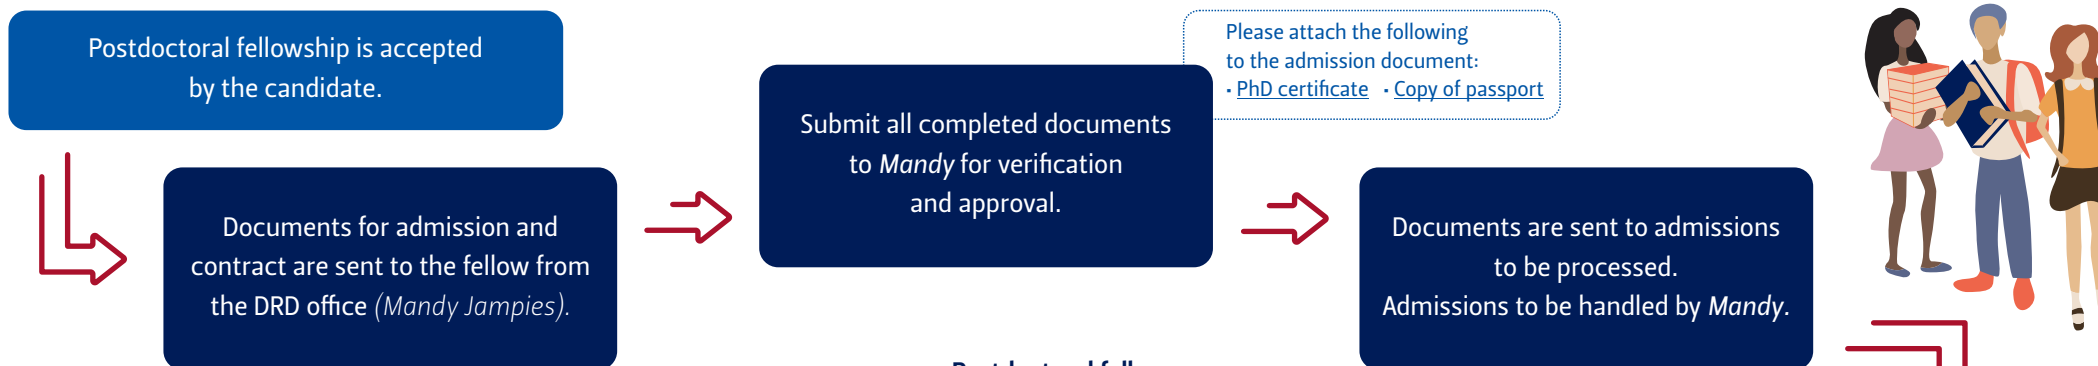 Postdoctoral fellowship is accepted
by the candidate.
Documents for admission and
contract are sent to the fellow from
the DRD office (Mandy Jampies).
Submit all completed documents
to Mandy for verification
and approval.
Please attach the following
to the admission document:
· PhD certificate · Copy of passport
Documents are sent to admissions
to be processed.
Admissions to be handled by Mandy.